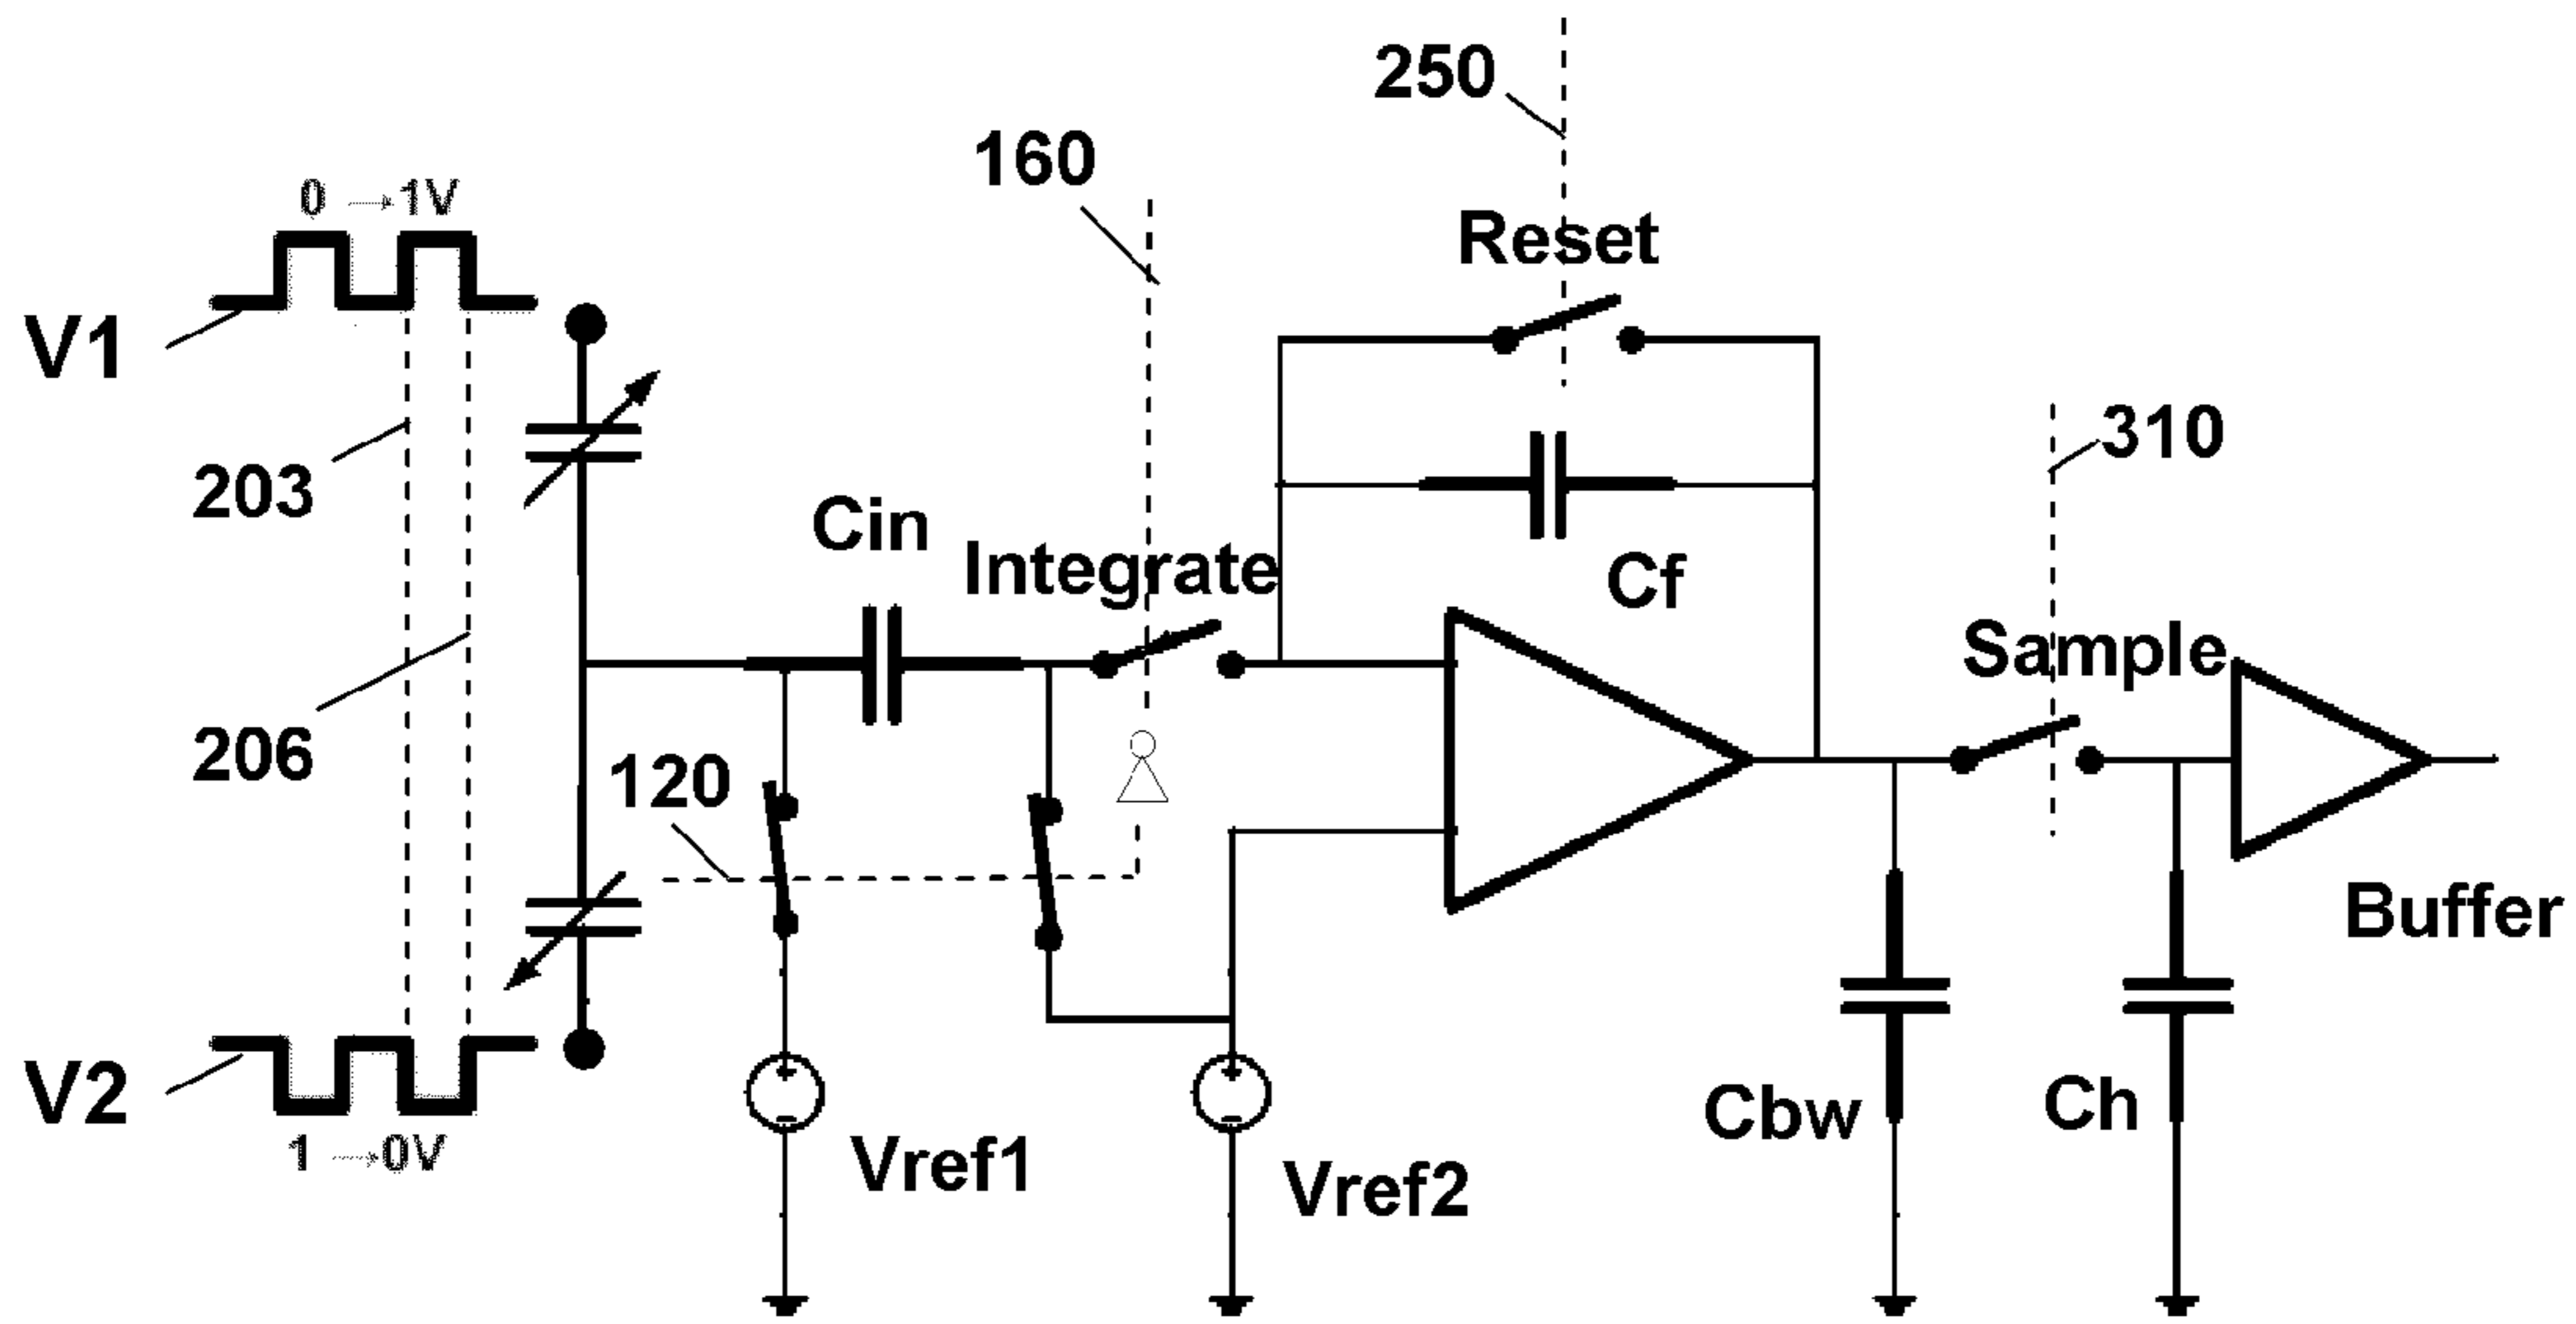 250
160
0 → 1V
Reset
V1
310
203
Cin
Integrate
Cf
Sample
206
120
Buffer
V2
Cbw
Ch
1 → 0V
Vref1
Vref2
+
-
+
-